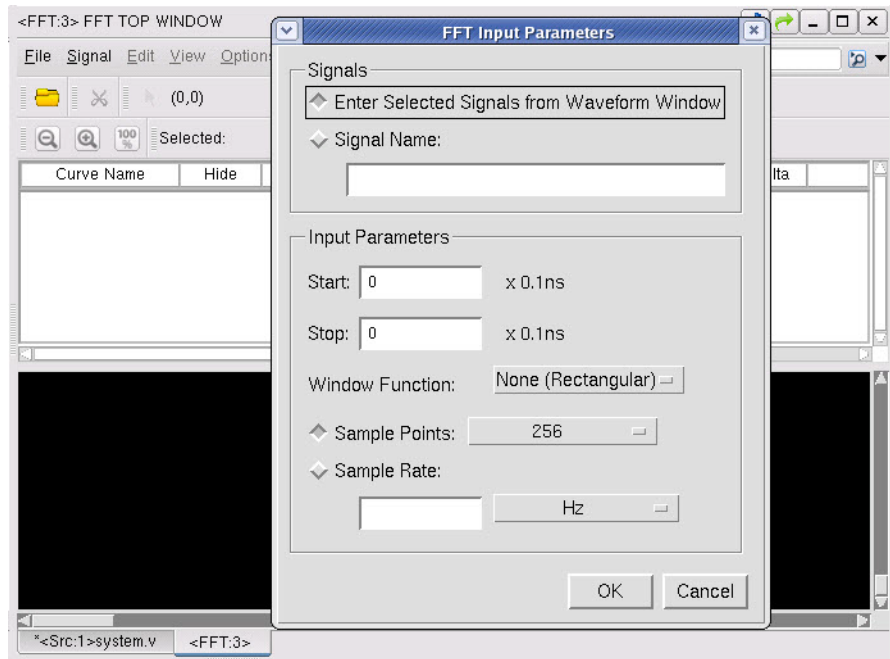 <FFT:3> FFT TOP WINDOW
File Signal Edit View Option
(0,0)
100 %
Selected:
Curve Name Hide lta
FFT Input Parameters
Signals
Enter Selected Signals from Waveform Window
Signal Name:
Input Parameters
Start: 0 x 0.1ns
Stop: 0 x 0.1ns
Window Function: None (Rectangular)
Sample Points: 256
Sample Rate:
Hz
OK Cancel
*<Src:1>system.v <FFT:3>